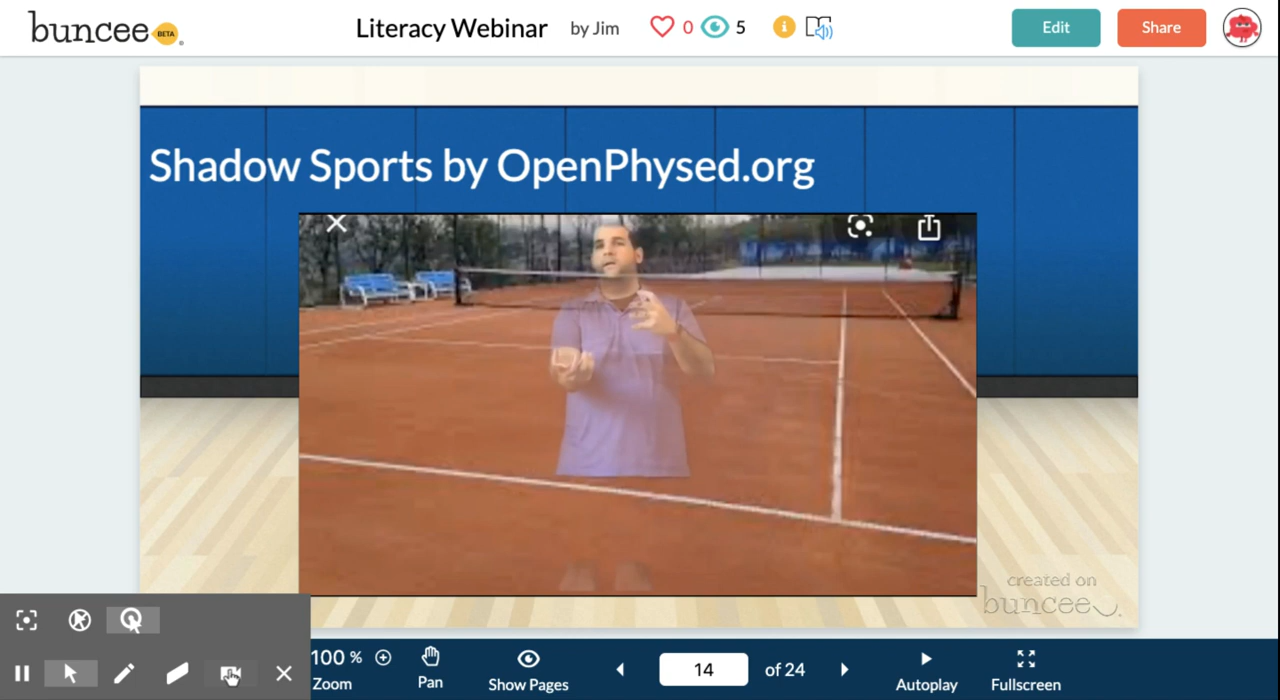 buncee BETA
Literacy Webinar by Jim 0 5
Edit
Share
Shadow Sports by OpenPhysed.org
created on
buncee
100 %
Zoom
Pan
Show Pages
14 of 24
Autoplay
Fullscreen